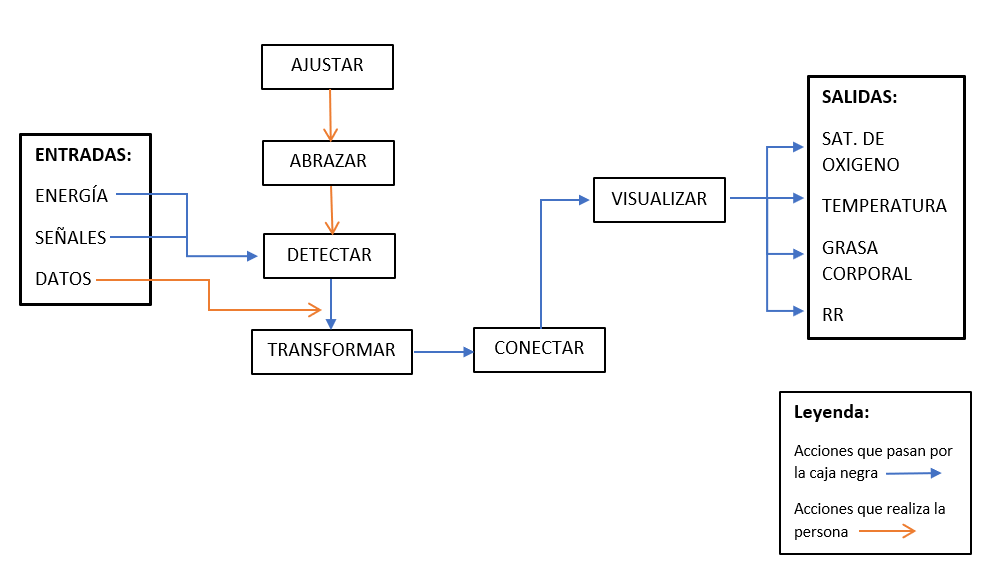 AJUSTAR
ABRAZAR
DETECTAR
TRANSFORMAR
CONECTAR
VISUALIZAR
ENTRADAS:
ENERGÍA
SEÑALES
DATOS
SALIDAS:
SAT. DE
OXIGENO
TEMPERATURA
GRASA
CORPORAL
RR
Leyenda:
Acciones que pasan por
la caja negra
Acciones que realiza la
persona